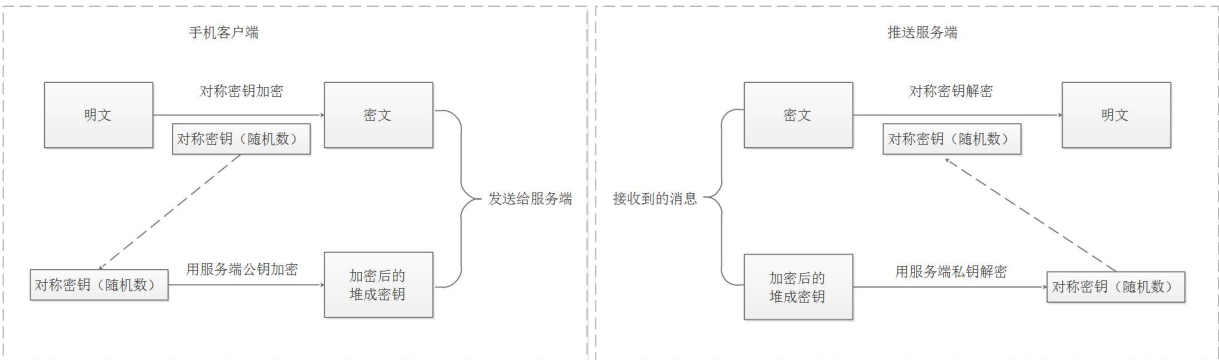 手机客户端
明文
对称密钥加密
对称密钥（随机数）
密文
发送给服务端
对称密钥（随机数）
用服务端公钥加密
加密后的
堆成密钥
推送服务端
接收到的消息
密文
对称密钥解密
对称密钥（随机数）
明文
加密后的
堆成密钥
用服务端私钥解密
对称密钥（随机数）